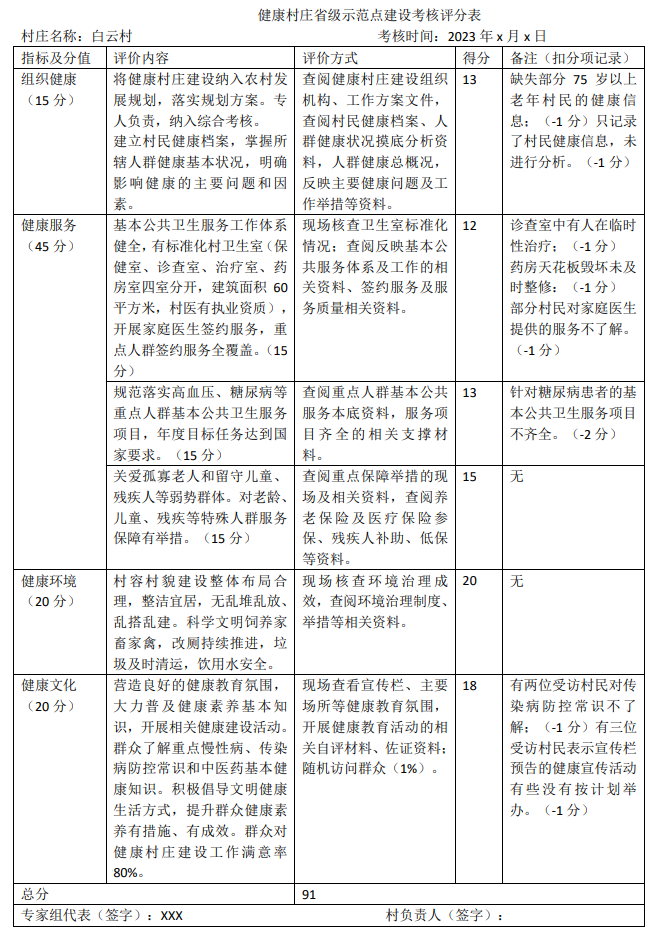 健康村庄省级示范点建设考核评分表
村庄名称：白云村 考核时间：2023 年 x 月 x 日
指标及分值 评价内容 评价方式 得分 备注（扣分项记录）
组织健康
（15 分）
将健康村庄建设纳入农村发
展规划，落实规划方案。专
人负责，纳入综合考核。
建立村民健康档案，掌握所
辖人群健康基本状况，明确
影响健康的主要问题和因
素。
查阅健康村庄建设组织
机构、工作方案文件，
查阅村民健康档案、人
群健康状况摸底分析资
料，人群健康总概况，
反映主要健康问题及工
作举措等资料。
13
缺失部分 75 岁以上
老年村民的健康信
息；（-1 分）只记录
了村民健康信息，未
进行分析。（-1 分）
健康服务
（45 分）
基本公共卫生服务工作体系
健全，有标准化村卫生室（保
健室、诊查室、治疗室、药
房室四室分开，建筑面积 60
平方米，村医有执业资质），
开展家庭医生签约服务，重
点人群签约服务全覆盖。（15
分）
现场核查卫生室标准化
情况；查阅反映基本公
共服务体系及工作的相
关资料、签约服务及服
务质量相关资料。
12
诊查室中有人在临时
性治疗；（-1 分）
药房天花板毁坏未及
时整修：（-1 分）
部分村民对家庭医生
提供的服务不了解。
（-1 分）
规范落实高血压、糖尿病等
重点人群基本公共卫生服务
项目，年度目标任务达到国
家要求。（15 分）
查阅重点人群基本公共
服务本底资料，服务项
目齐全的相关支撑材
料。
13
针对糖尿病患者的基
本公共卫生服务项目
不齐全。（-2 分）
关爱孤寡老人和留守儿童、
残疾人等弱势群体。对老龄、
儿童、残疾等特殊人群服务
保障有举措。（15 分）
查阅重点保障举措的现
场及相关资料，查阅养
老保险及医疗保险参
保、残疾人补助、低保
等资料。
15
无
健康环境
（20 分）
村容村貌建设整体布局合
理，整洁宜居，无乱堆乱放、
乱搭乱建。科学文明饲养家
畜家禽，改厕持续推进，垃
圾及时清运，饮用水安全。
现场核查环境治理成
效，查阅环境治理制度、
举措等相关资料。
20
无
健康文化
（20 分）
营造良好的健康教育氛围，
大力普及健康素养基本知
识，开展相关健康建设活动。
群众了解重点慢性病、传染
病防控常识和中医药基本健
康知识。积极倡导文明健康
生活方式，提升群众健康素
养有措施、有成效。群众对
健康村庄建设工作满意率
80%。
现场查看宣传栏、主要
场所等健康教育氛围，
开展健康教育活动的相
关自评材料、佐证资料；
随机访问群众（1%）。
18
有两位受访村民对传
染病防控常识不了
解；（-1 分）有三位
受访村民表示宣传栏
预告的健康宣传活动
有些没有按计划举
办。（-1 分）
总分 91
专家组代表（签字）：XXX 村负责人（签字）：